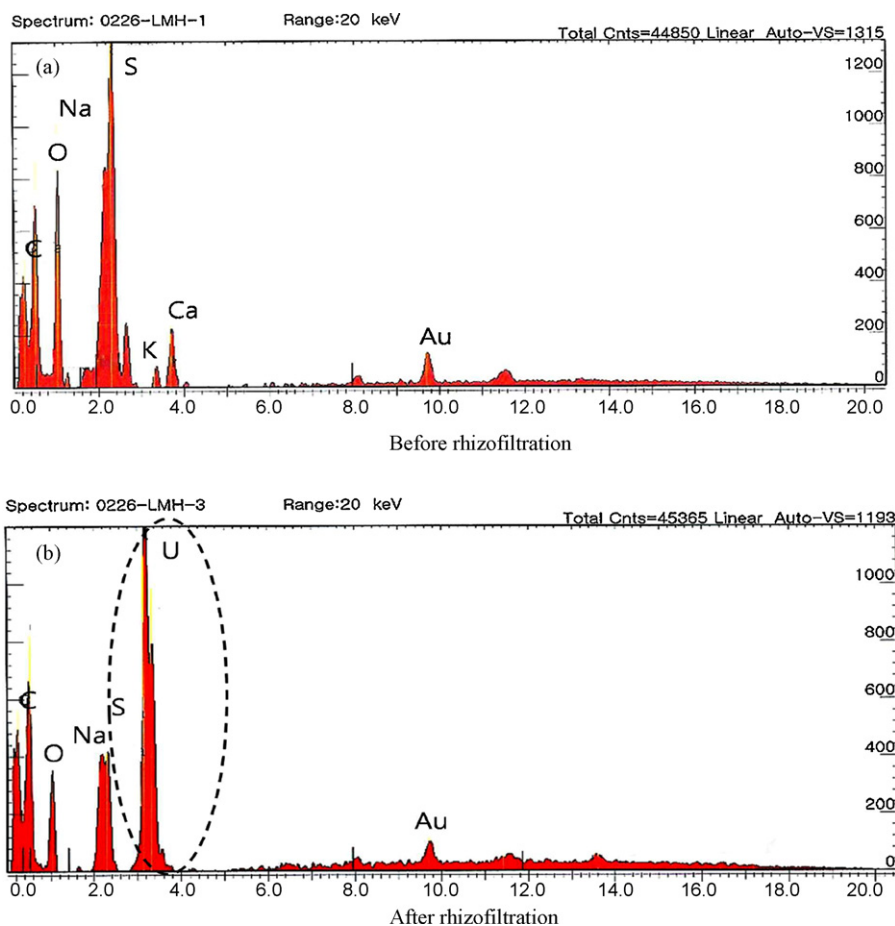 Spectrum: 0226-LMH-1 Range:20 keV
Total Cnts=44850 Linear Auto-VS=1315
(a)
S
Na
O
C
K
Ca
Au
1200
1000
800
600
400
200
0
0.0 2.0 4.0 6.0 8.0 10.0 12.0 14.0 16.0 18.0 20.0
Before rhizofiltration
Spectrum: 0226-LMH-3 Range:20 keV
Total Cnts=45365 Linear Auto-VS=1193
(b)
U
C
S
Na
O
Au
1000
800
600
400
200
0
0.0 2.0 4.0 6.0 8.0 10.0 12.0 14.0 16.0 18.0 20.0
After rhizofiltration